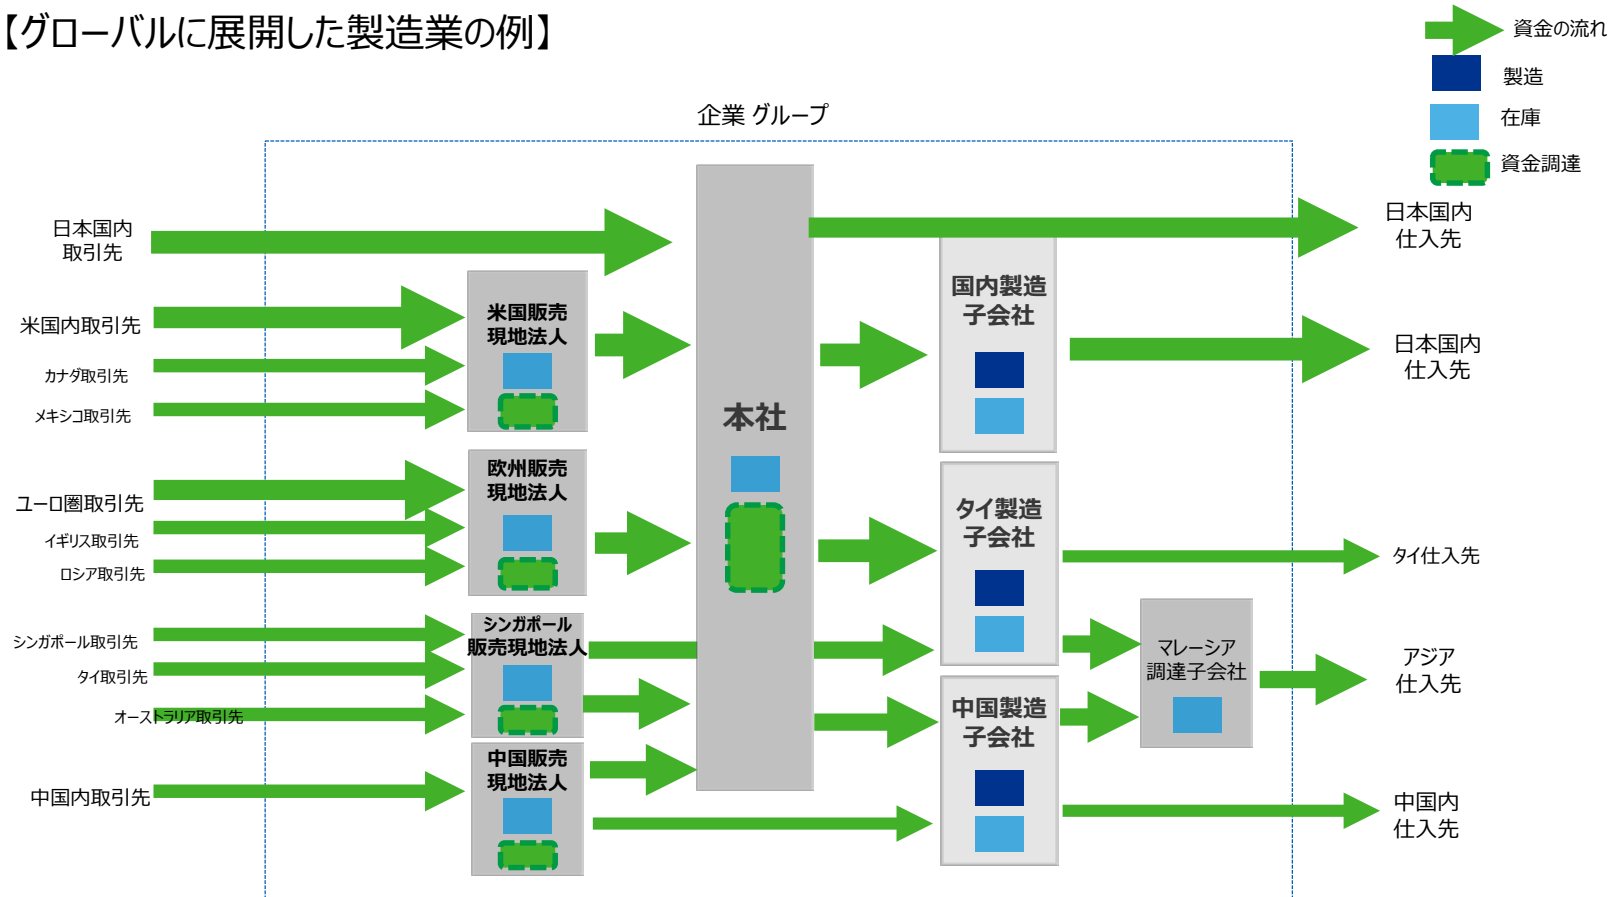 【グローバルに展開した製造業の例】
資金の流れ
製造
在庫
資金調達
企業 グループ
日本国内
取引先
米国内取引先
カナダ取引先
メキシコ取引先
ユーロ圏取引先
イギリス取引先
ロシア取引先
シンガポール取引先
タイ取引先
オーストラリア取引先
中国内取引先
米国販売
現地法人
欧州販売
現地法人
シンガポール
販売現地法人
中国販売
現地法人
本社
国内製造
子会社
タイ製造
子会社
中国製造
子会社
マレーシア
調達子会社
日本国内
仕入先
日本国内
仕入先
タイ仕入先
アジア
仕入先
中国内
仕入先